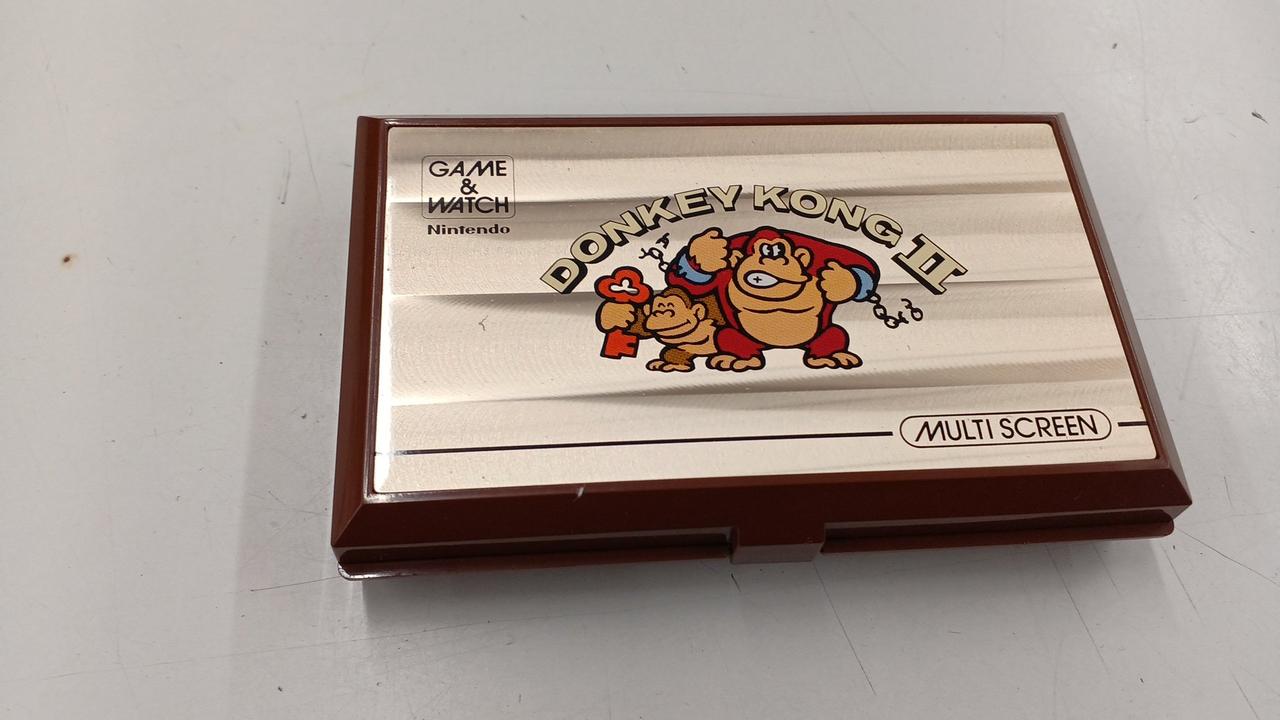 GAME
&
WATCH
Nintendo
DONKEY KONG II
MULTI SCREEN